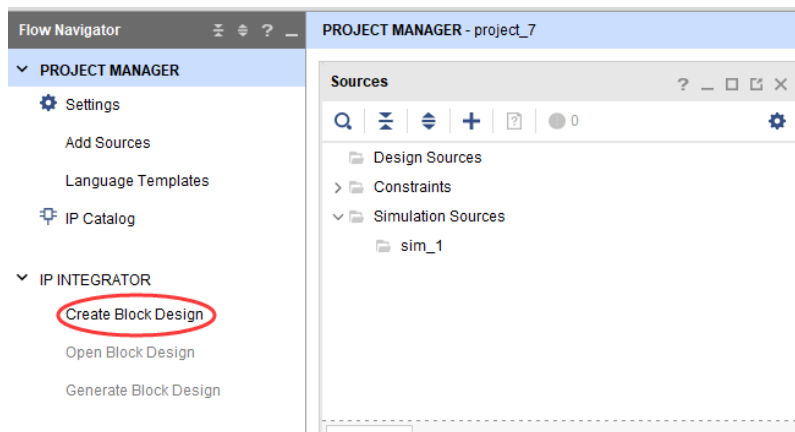 Flow Navigator
PROJECT MANAGER - project_7
PROJECT MANAGER
Settings
Add Sources
Language Templates
IP Catalog
IP INTEGRATOR
Create Block Design
Open Block Design
Generate Block Design
Sources
0
Design Sources
Constraints
Simulation Sources
sim_1